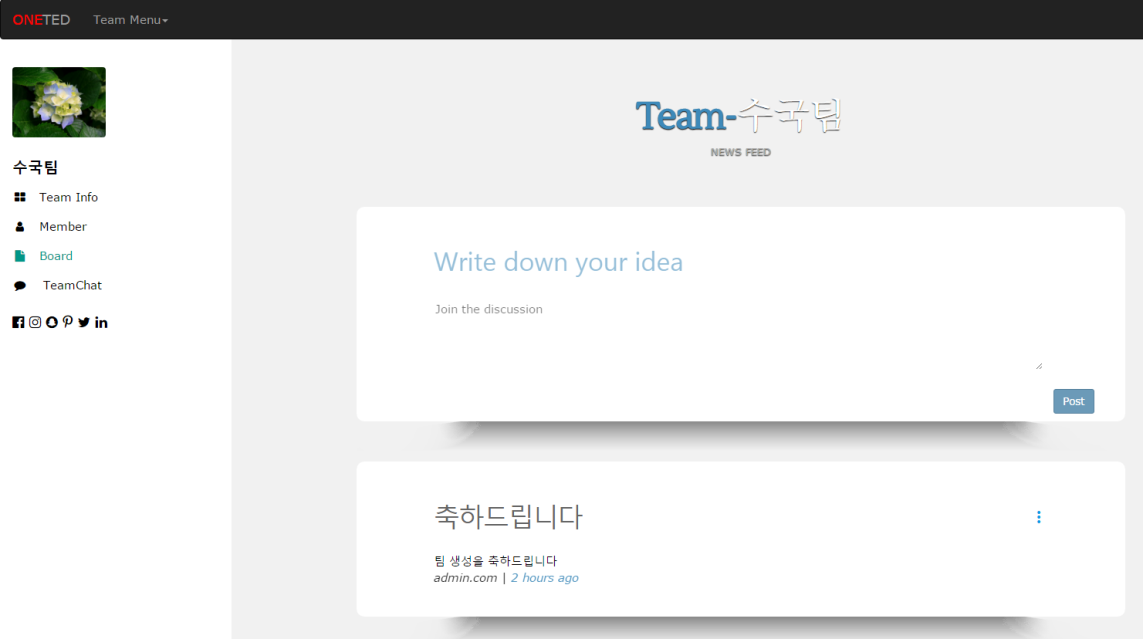 ONETED Team Menu
수국팀
Team Info
Member
Board
TeamChat
Team-수국팀
NEWS FEED
Write down your idea
Join the discussion
Post
축하드립니다
팀 생성을 축하드립니다
admin.com | 2 hours ago